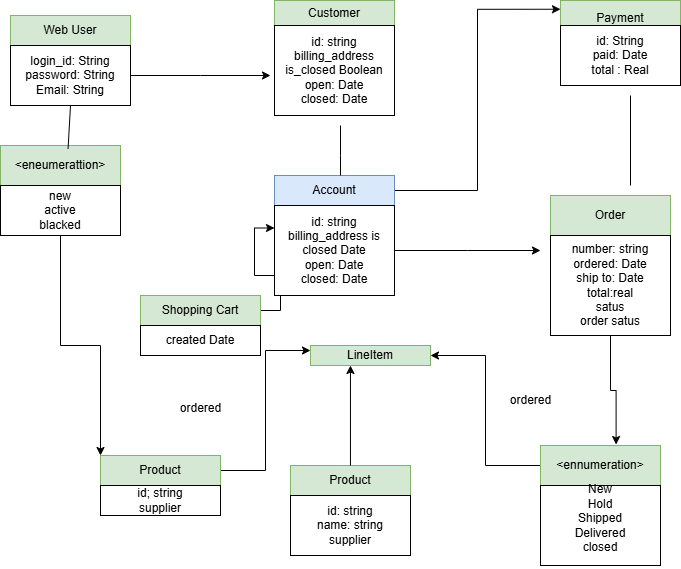 Web User
login_id: String
password: String
Email: String
Customer
id: string
billing_address
is_closed Boolean
open: Date
closed: Date
Payment
id: String
paid: Date
total : Real
<eneumerattion>
new
active
blacked
Account
id: string
billing_address is
closed Date
open: Date
closed: Date
Order
number: string
ordered: Date
ship to: Date
total:real
satus
order satus
Shopping Cart
created Date
LineItem
ordered
ordered
Product
id; string
supplier
Product
id: string
name: string
supplier
<ennumeration>
New
Hold
Shipped
Delivered
closed